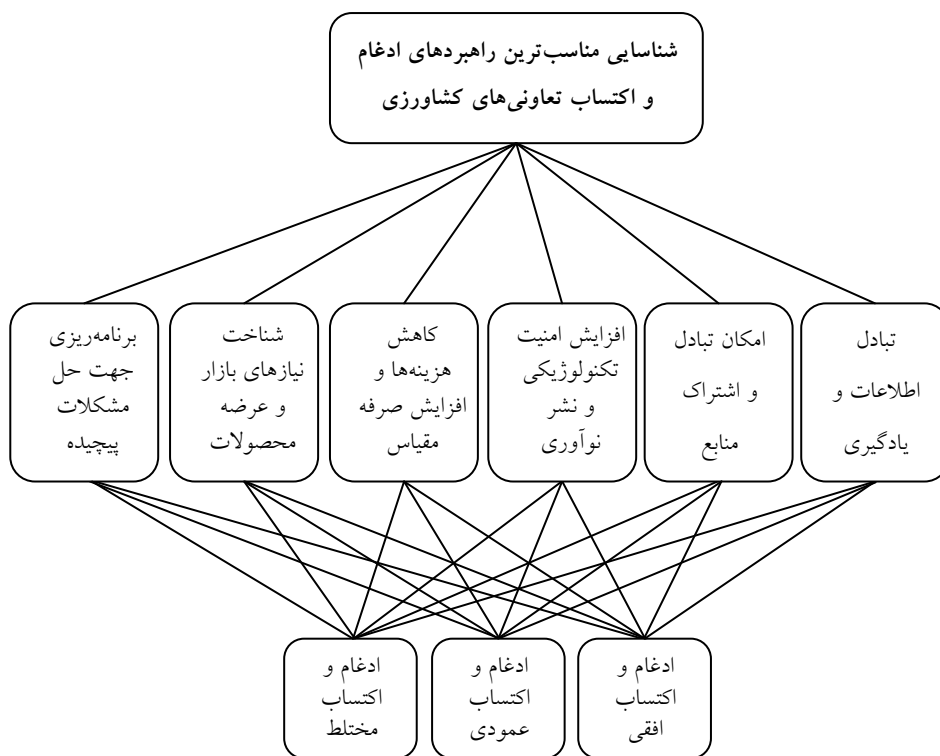 شناسایی مناسب‌ترین راهبردهای ادغام
و اکتساب تعاونی‌های کشاورزی
تبادل
اطلاعات و
یادگیری
امکان تبادل
و اشتراک
منابع
افزایش امنیت
تکنولوژیکی
و نشر
نوآوری
کاهش
هزینه‌ها و
افزایش صرفه
مقیاس
شناخت
نیازهای بازار
و عرضه
محصولات
برنامه‌ریزی
جهت حل
مشکلات
پیچیده
ادغام و
اکتساب
افقی
ادغام و
اکتساب
عمودی
ادغام و
اکتساب
مختلط